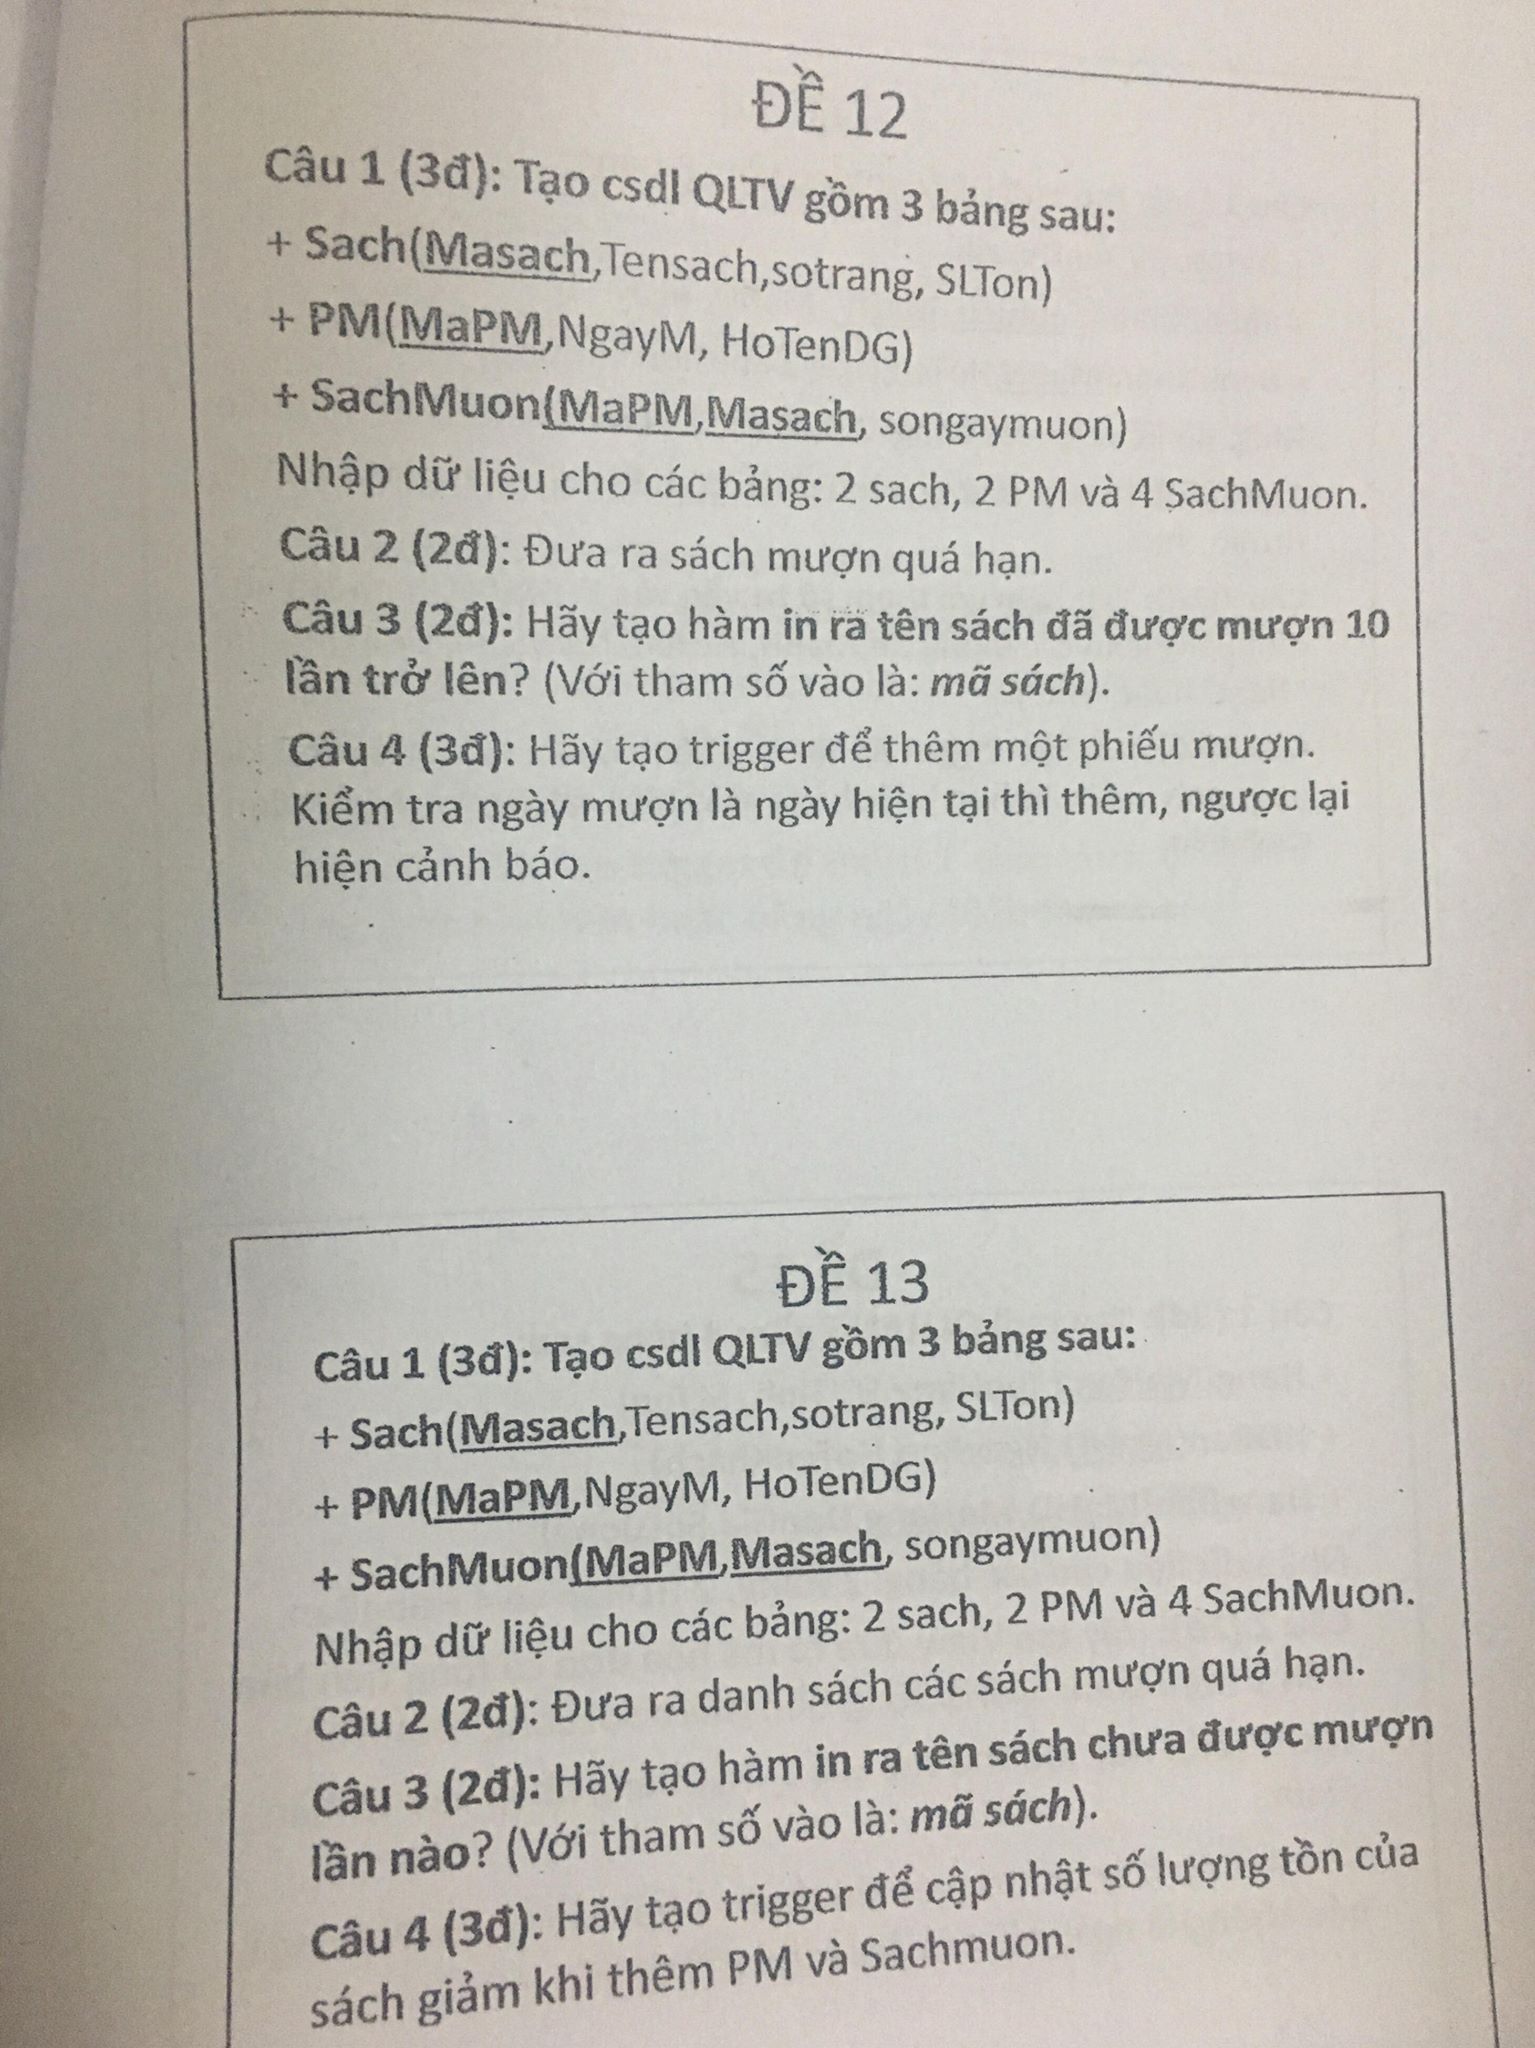 ĐỀ 12
Câu 1 (3đ): Tạo csdl QLTV gồm 3 bảng sau:
+ Sach(Masach,Tensach,sotrang, SLTon)
+ PM(MaPM,NgayM, HoTenDG)
+ SachMuon(MaPM,Masach, songaymuon)
Nhập dữ liệu cho các bảng: 2 sach, 2 PM và 4 SachMuon.
Câu 2 (2đ): Đưa ra sách mượn quá hạn.
Câu 3 (2đ): Hãy tạo hàm in ra tên sách đã được mượn 10
lần trở lên? (Với tham số vào là: mã sách).
Câu 4 (3đ): Hãy tạo trigger để thêm một phiếu mượn.
Kiểm tra ngày mượn là ngày hiện tại thì thêm, ngược lại
hiện cảnh báo.
ĐỀ 13
Câu 1 (3đ): Tạo csdl QLTV gồm 3 bảng sau:
+ Sach(Masach,Tensach,sotrang, SLTon)
+ PM(MaPM,NgayM, HoTenDG)
+ SachMuon(MaPM,Masach, songaymuon)
Nhập dữ liệu cho các bảng: 2 sach, 2 PM và 4 SachMuon.
Câu 2 (2đ): Đưa ra danh sách các sách mượn quá hạn.
Câu 3 (2đ): Hãy tạo hàm in ra tên sách chưa được mượn
lần nào? (Với tham số vào là: mã sách).
Câu 4 (3đ): Hãy tạo trigger để cập nhật số lượng tồn của
sách giảm khi thêm PM và Sachmuon.